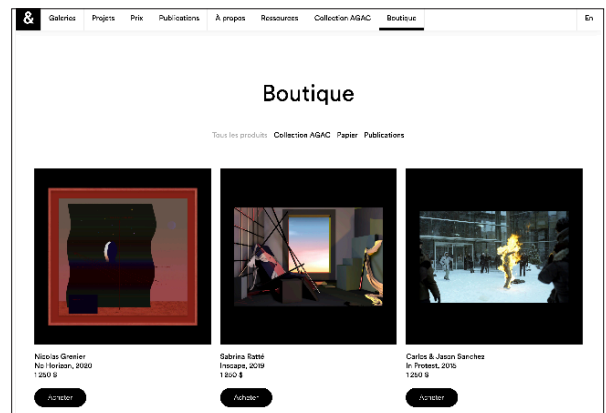 & Galeries Projets Prix Publications À propos Ressources Collection AGAC Boutique En
Boutique
Tous les produits Collection AGAC Papier Publications
Nicolas Grenier
No Horizon, 2020
1 250 $
Acheter
Sabrina Ratté
Inscape, 2019
1 250 $
Acheter
Carlos & Jason Sanchez
In Protest, 2015
1 250 $
Acheter